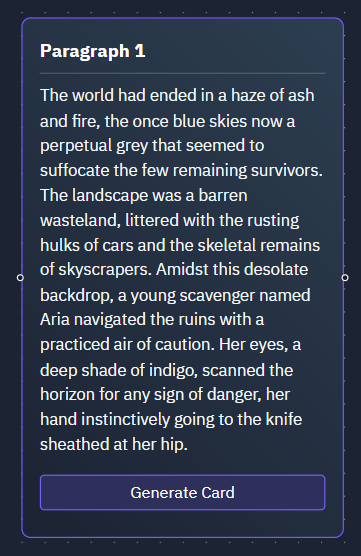 Paragraph 1
The world had ended in a haze of ash
and fire, the once blue skies now a
perpetual grey that seemed to
suffocate the few remaining survivors.
The landscape was a barren
wasteland, littered with the rusting
hulks of cars and the skeletal remains
of skyscrapers. Amidst this desolate
backdrop, a young scavenger named
Aria navigated the ruins with a
practiced air of caution. Her eyes, a
deep shade of indigo, scanned the
horizon for any sign of danger, her
hand instinctively going to the knife
sheathed at her hip.
Generate Card